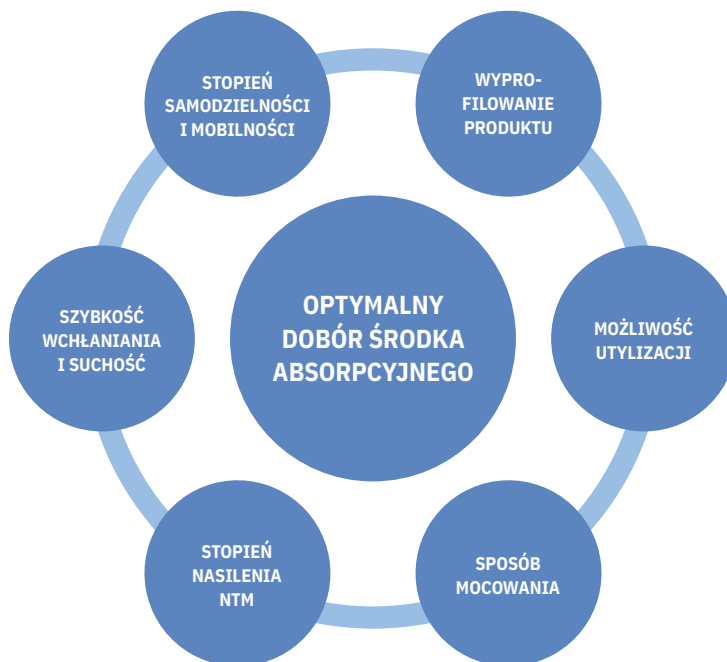 STOPIEŃ
SAMODZIELNOŚCI
I MOBILNOŚCI
WYPRO-
FILOWANIE
PRODUKTU
SZYBKOŚĆ
WCHŁANIANIA
I SUCHOŚĆ
OPTYMALNY
DOBÓR ŚRODKA
ABSORPCYJNEGO
MOŻLIWOŚĆ
UTYLIZACJI
STOPIEŃ
NASILENIA
NTM
SPOSÓB
MOCOWANIA